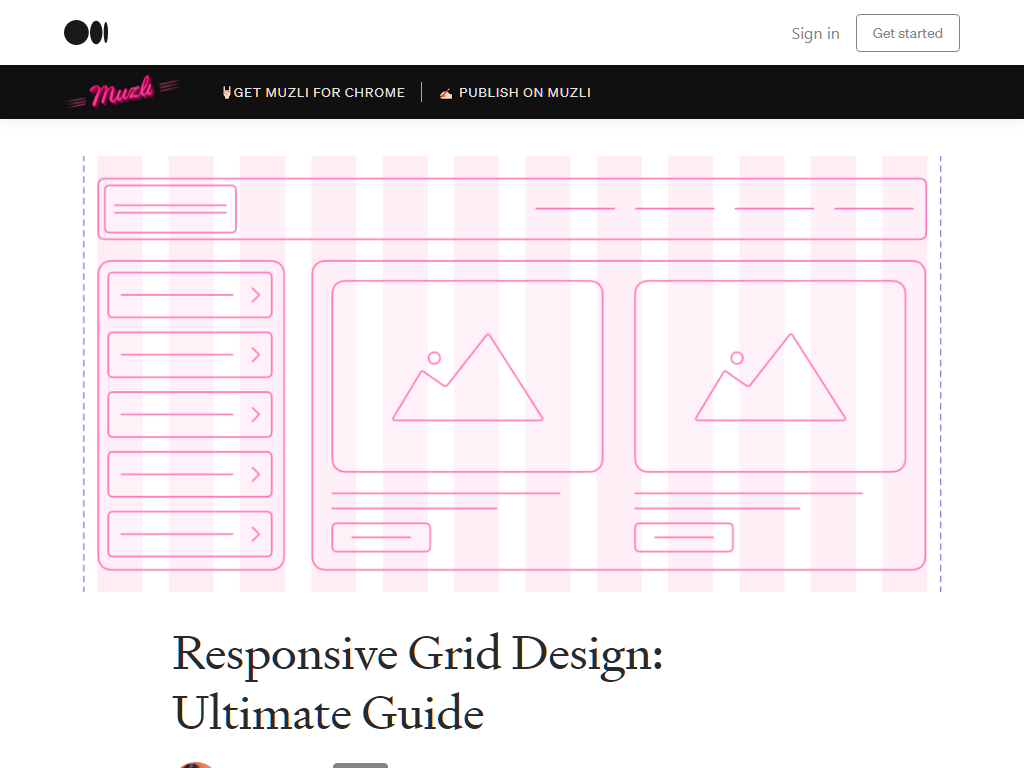 Sign in
Get started
Muzli
GET MUZLI FOR CHROME
PUBLISH ON MUZLI
Responsive Grid Design:
Ultimate Guide